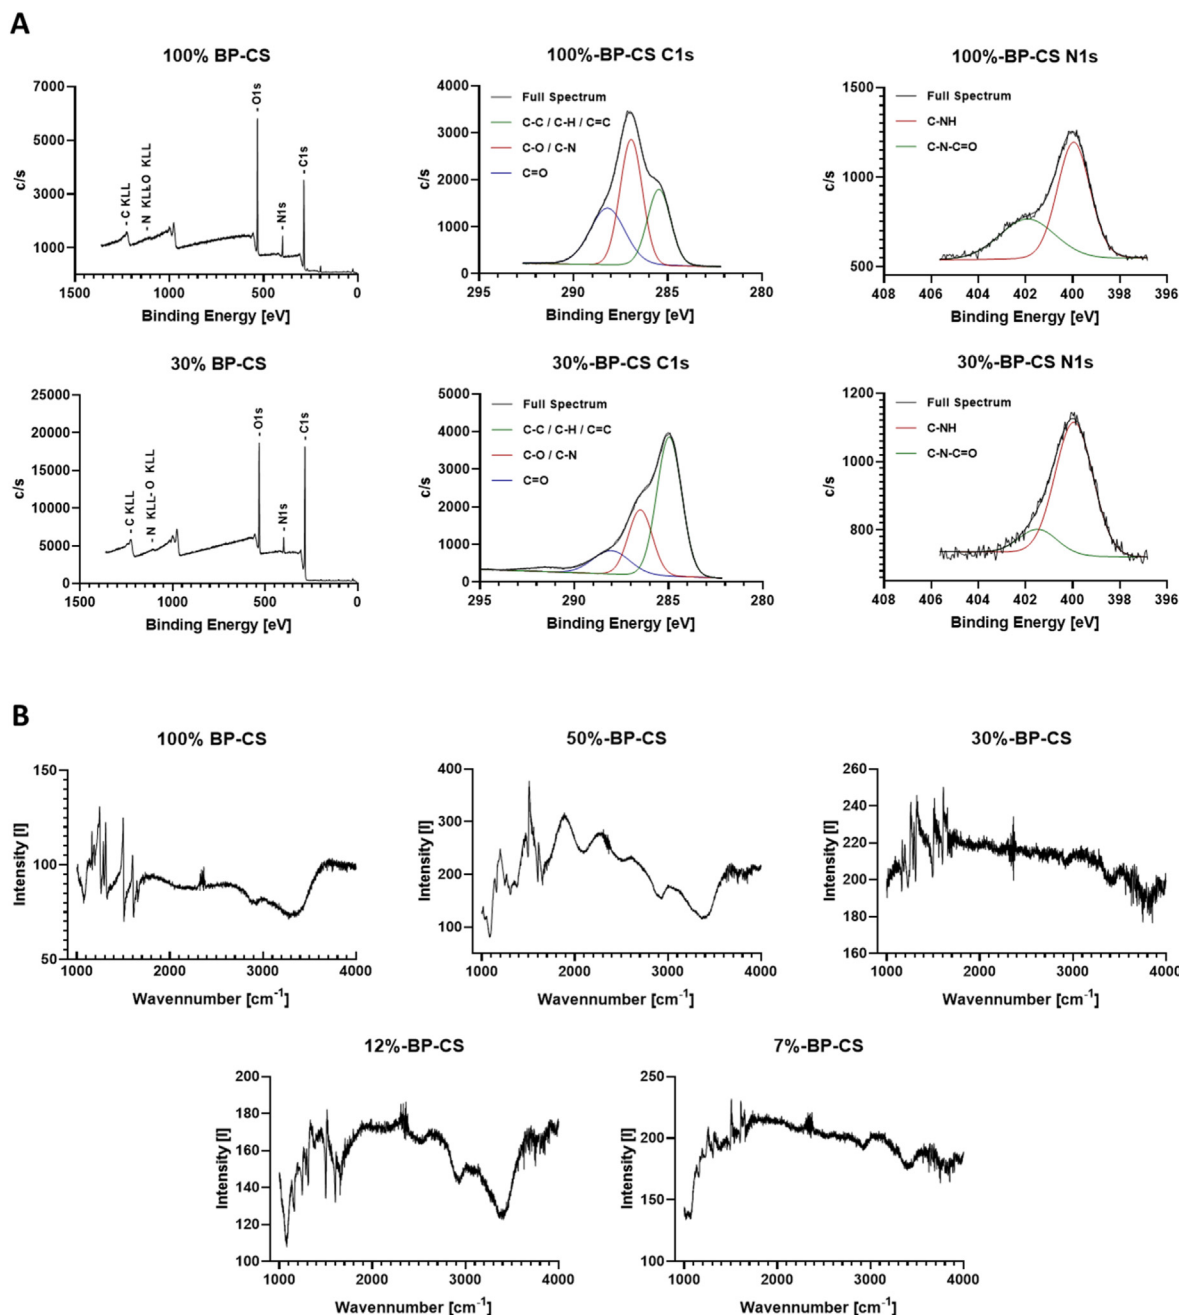 A
100% BP-CS
7000
5000
3000
1000
c/s
- C KLL
- N KLL
-O KLL
- O1s
- N1s
- C1s
1500 1000 500 0
Binding Energy [eV]
100%-BP-CS C1s
4000
3000
2000
1000
0
c/s
Full Spectrum
C-C / C-H / C=C
C-O / C-N
C=O
295 290 285 280
Binding Energy [eV]
100%-BP-CS N1s
1500
1000
500
c/s
Full Spectrum
C-NH
C-N-C=O
408 406 404 402 400 398 396
Binding Energy [eV]
30% BP-CS
25000
20000
15000
10000
5000
0
c/s
- C KLL
- N KLL
- O KLL
- O1s
- N1s
- C1s
1500 1000 500 0
Binding Energy [eV]
30%-BP-CS C1s
5000
4000
3000
2000
1000
0
c/s
Full Spectrum
C-C / C-H / C=C
C-O / C-N
C=O
295 290 285 280
Binding Energy [eV]
30%-BP-CS N1s
1200
1000
800
c/s
Full Spectrum
C-NH
C-N-C=O
408 406 404 402 400 398 396
Binding Energy [eV]
B
100% BP-CS
150
100
50
Intensity [I]
1000 2000 3000 4000
Wavennumber [cm-1]
50%-BP-CS
400
300
200
100
Intensity [I]
1000 2000 3000 4000
Wavennumber [cm-1]
30%-BP-CS
260
240
220
200
180
160
Intensity [I]
1000 2000 3000 4000
Wavennumber [cm-1]
12%-BP-CS
200
180
160
140
120
100
Intensity [I]
1000 2000 3000 4000
Wavennumber [cm-1]
7%-BP-CS
250
200
150
100
Intensity [I]
1000 2000 3000 4000
Wavennumber [cm-1]